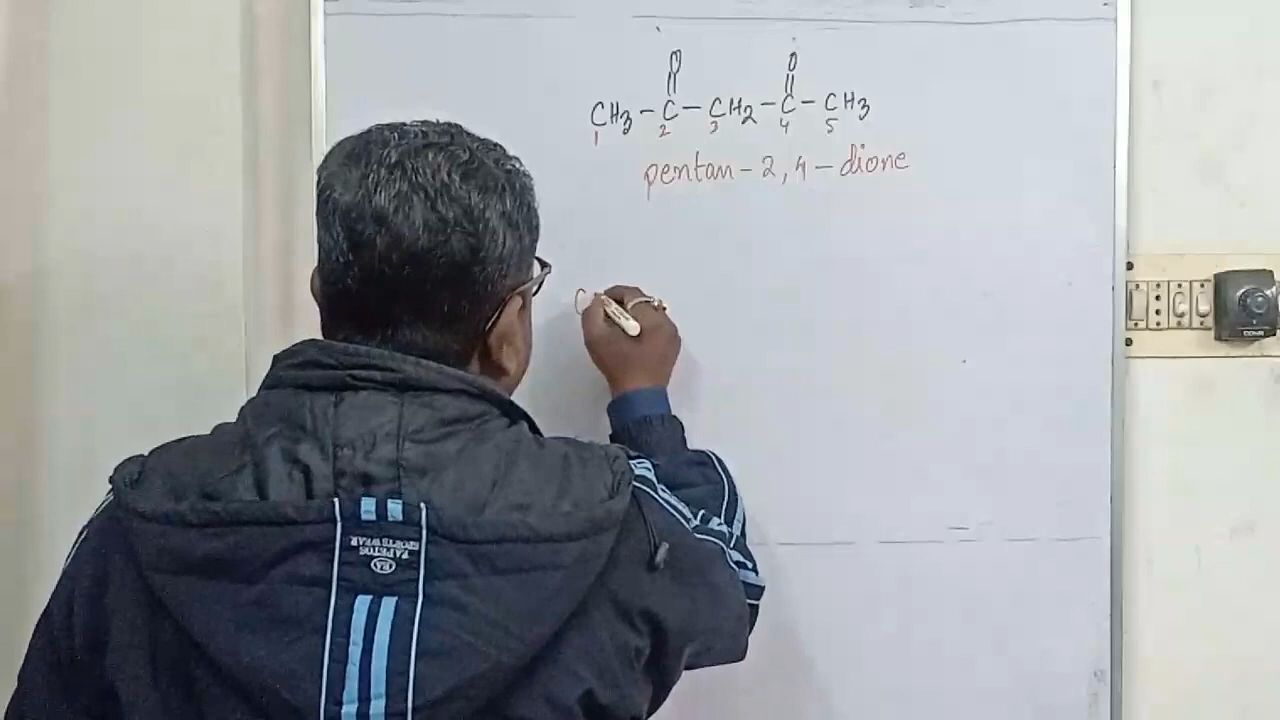 O O
CH3 - C - CH2 - C - CH3
1 2 3 4 5
pentan - 2, 4 - dione
C